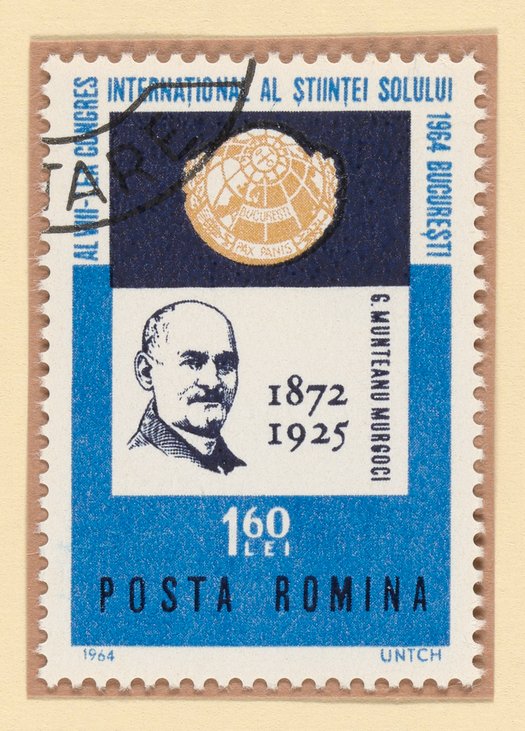 AL VIII-LEA CONGRES
INTERNAȚIONAL AL ȘTIINȚEI SOLULUI
1964 BUCUREȘTI
TARE
BUCUREȘTI
PAX PANIS
G. MUNTEANU MURGOCI
1872
1925
1 60
LEI
POSTA ROMINA
1964
UNTCH